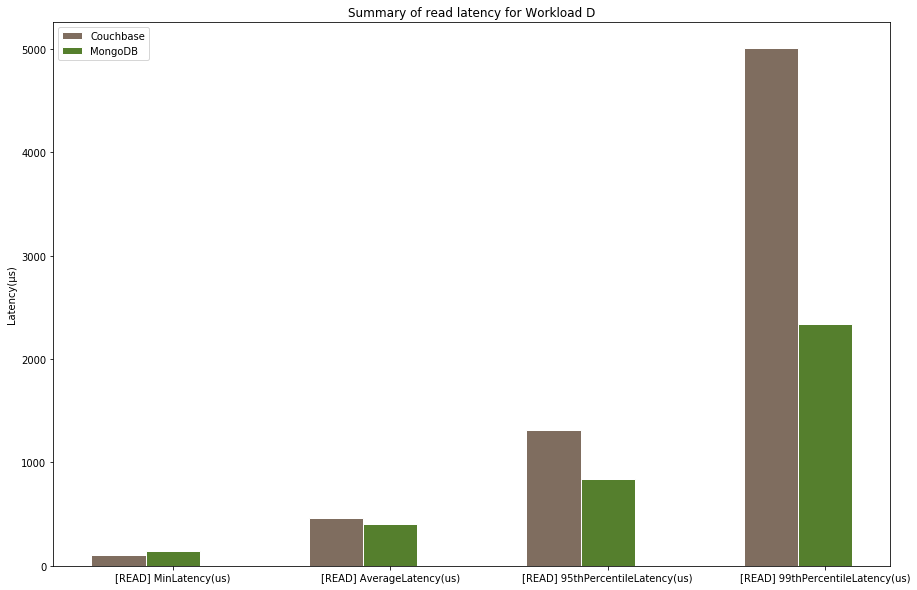 Summary of read latency for Workload D
Couchbase
MongoDB
5000
4000
3000
2000
1000
0
Latency(µs)
[READ] MinLatency(us)
[READ] AverageLatency(us)
[READ] 95thPercentileLatency(us)
[READ] 99thPercentileLatency(us)